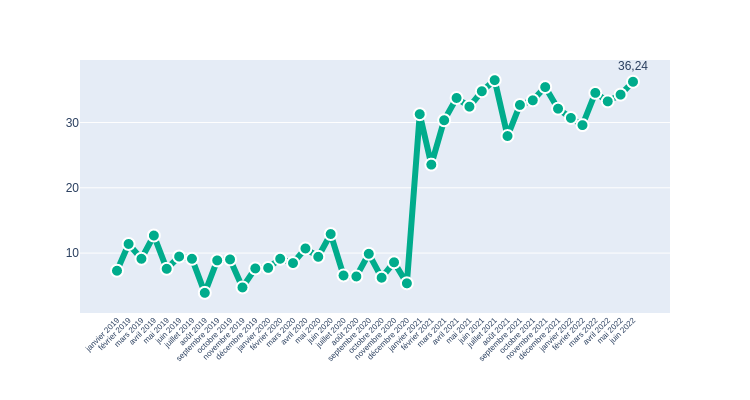 36,24
30
20
10
janvier 2019
février 2019
mars 2019
avril 2019
mai 2019
juin 2019
juillet 2019
août 2019
septembre 2019
octobre 2019
novembre 2019
décembre 2019
janvier 2020
février 2020
mars 2020
avril 2020
mai 2020
juin 2020
juillet 2020
août 2020
septembre 2020
octobre 2020
novembre 2020
décembre 2020
janvier 2021
février 2021
mars 2021
avril 2021
mai 2021
juin 2021
juillet 2021
août 2021
septembre 2021
octobre 2021
novembre 2021
décembre 2021
janvier 2022
février 2022
mars 2022
avril 2022
mai 2022
juin 2022